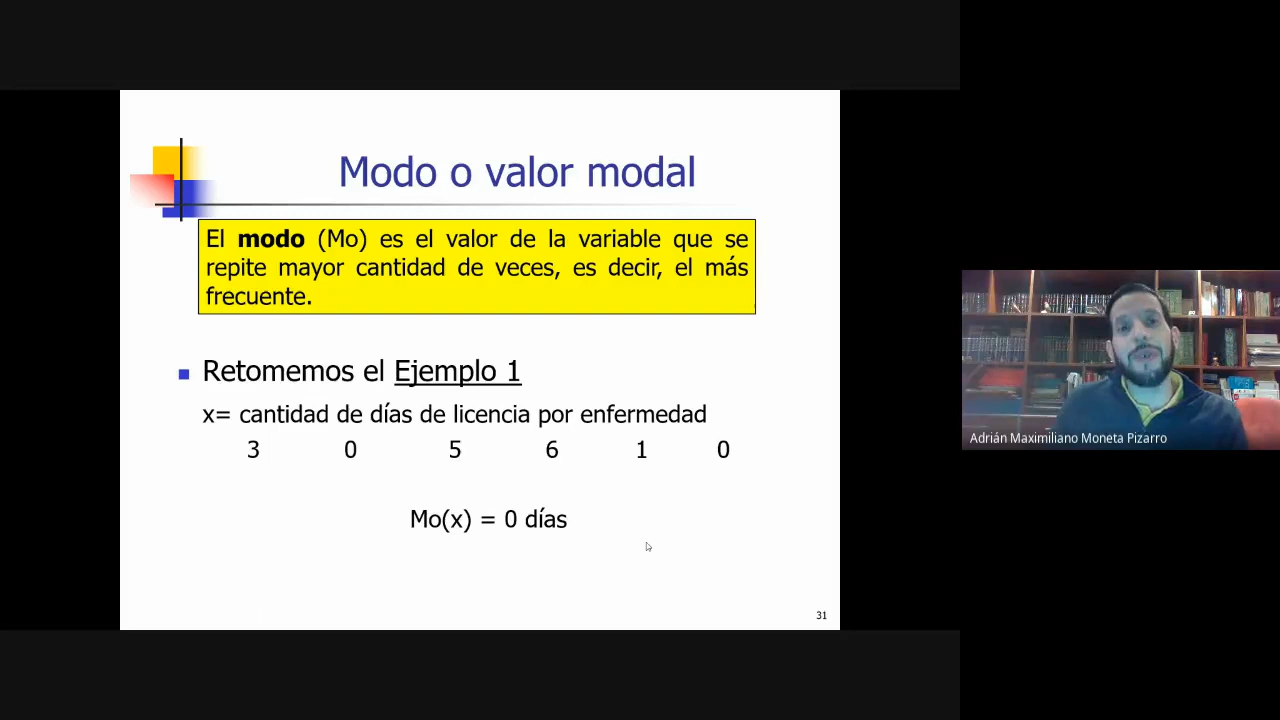 Modo o valor modal
El modo (Mo) es el valor de la variable que se
repite mayor cantidad de veces, es decir, el más
frecuente.
Retomemos el Ejemplo 1
x= cantidad de días de licencia por enfermedad
3 0 5 6 1 0
Mo(x) = 0 días
31
Adrián Maximiliano Moneta Pizarro